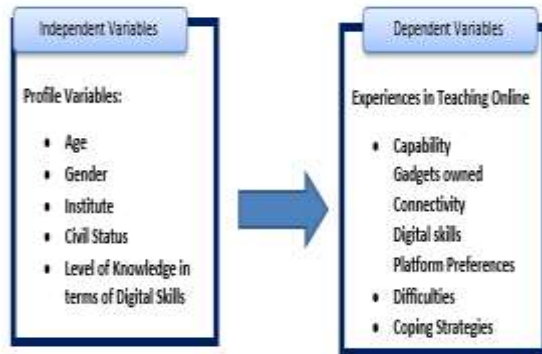 Independent Variables
Profile Variables:
• Age
• Gender
• Institute
• Civil Status
• Level of Knowledge in
terms of Digital Skills
Dependent Variables
Experiences in Teaching Online
• Capability
Gadgets owned
Connectivity
Digital skills
Platform Preferences
• Difficulties
• Coping Strategies